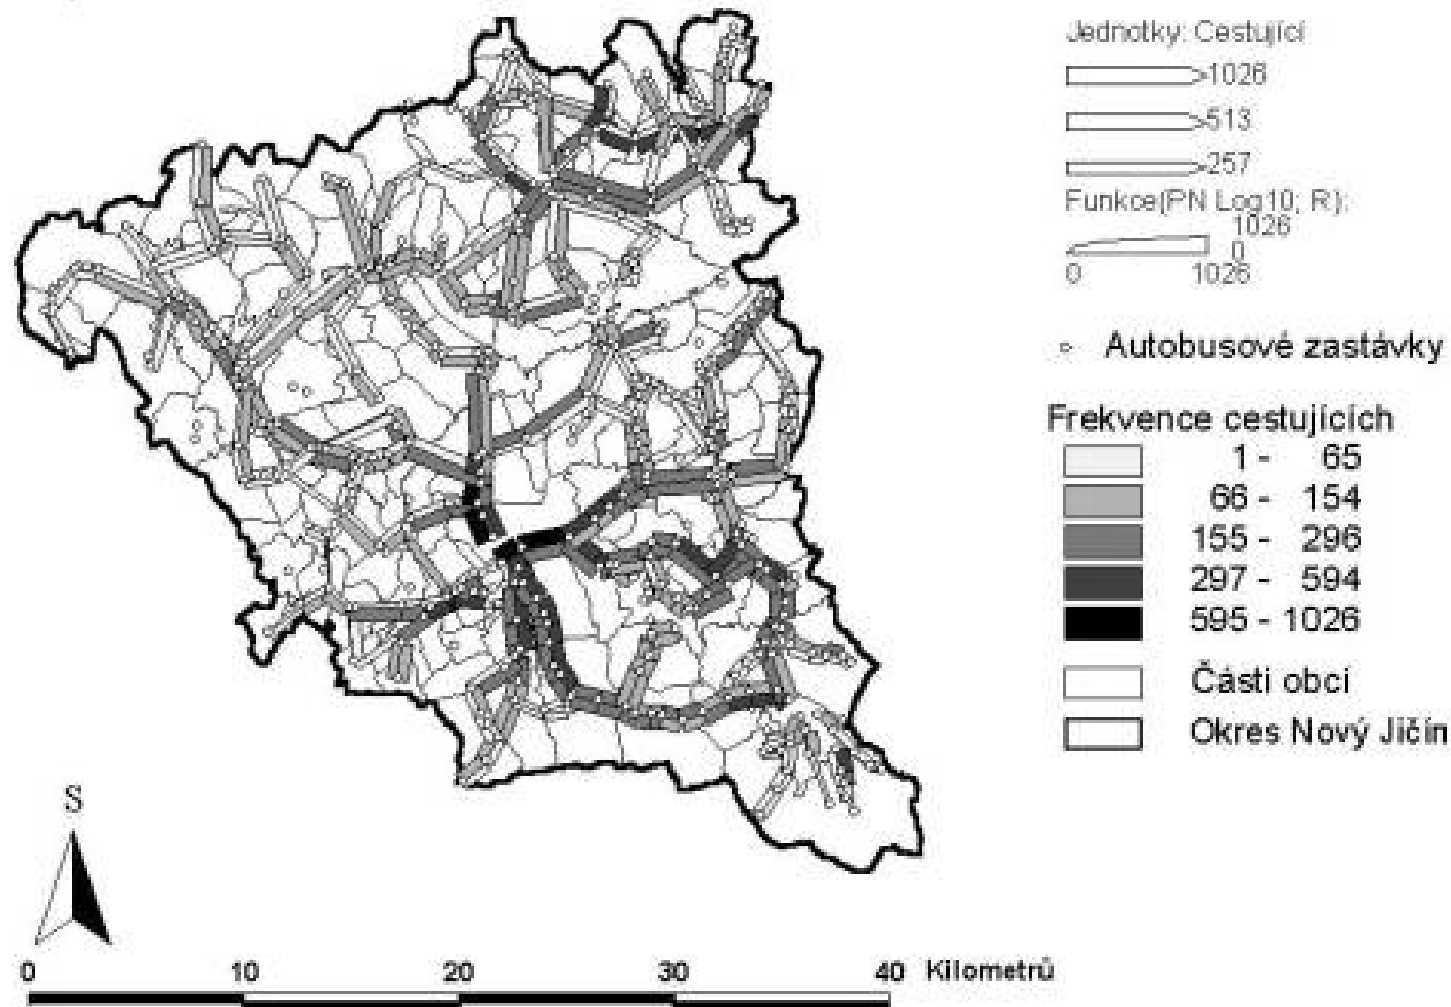 Jednotky: Cestující
1026
513
257
Funkce(PN Log10; R):
1026
0
0 1026
Autobusové zastávky
Frekvence cestujících
1 - 65
66 - 154
155 - 296
297 - 594
595 - 1026
Části obcí
Okres Nový Jičín
S
0 10 20 30 40 Kilometrů